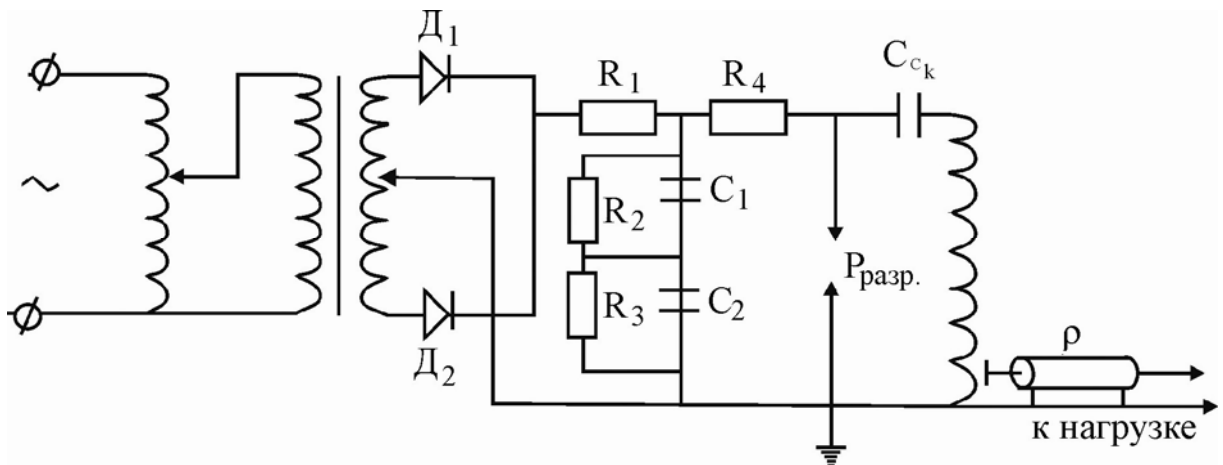 Д1
Cck
R1
R4
C1
R2
Pразр.
R3
C2
Д2
ρ
к нагрузке